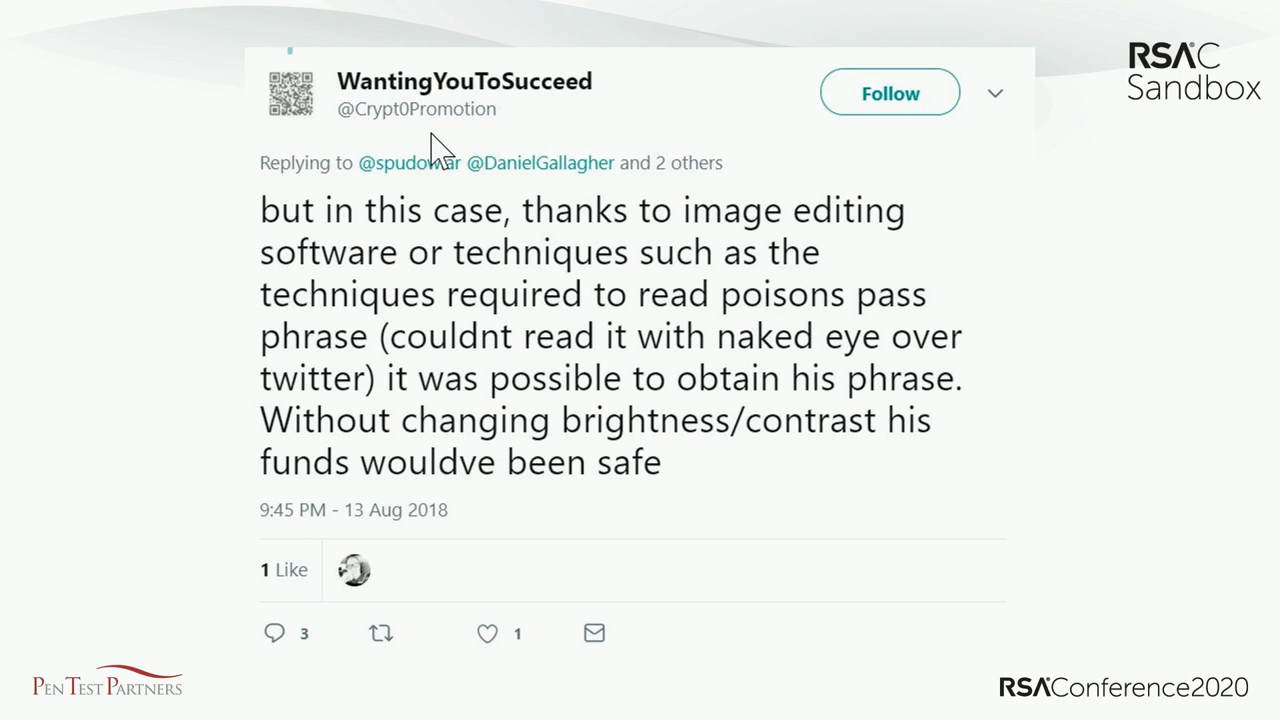 RSAC
Sandbox
WantingYouToSucceed
@Crypt0Promotion
Follow
Replying to @spudowar @DanielGallagher and 2 others
but in this case, thanks to image editing
software or techniques such as the
techniques required to read poisons pass
phrase (couldnt read it with naked eye over
twitter) it was possible to obtain his phrase.
Without changing brightness/contrast his
funds wouldve been safe
9:45 PM - 13 Aug 2018
1 Like
3
1
PEN TEST PARTNERS
RSAConference2020